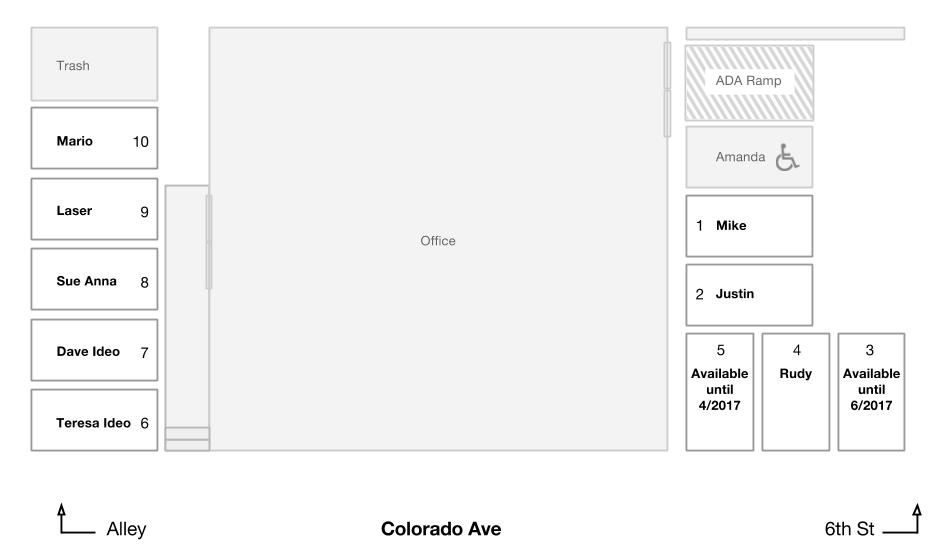 Trash
Mario 10
Laser 9
Sue Anna 8
Dave Ideo 7
Teresa Ideo 6
Office
ADA Ramp
Amanda
1 Mike
2 Justin
5
Available
until
4/2017
4
Rudy
3
Available
until
6/2017
Alley
Colorado Ave
6th St